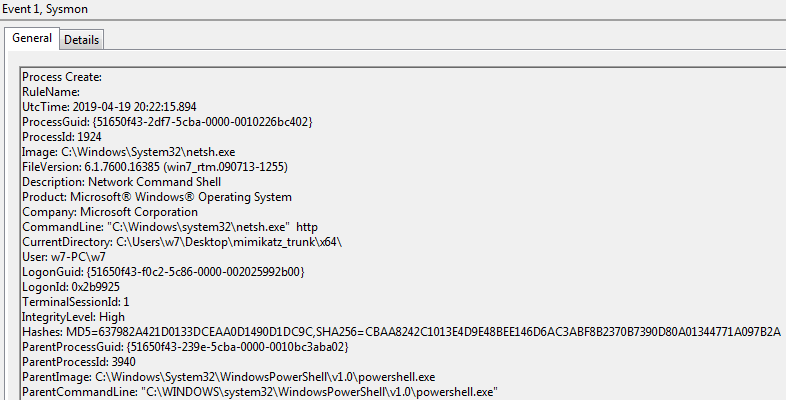 Event 1, Sysmon
General Details
Process Create:
RuleName:
UtcTime: 2019-04-19 20:22:15.894
ProcessGuid: {51650f43-2df7-5cba-0000-0010226bc402}
ProcessId: 1924
Image: C:\Windows\System32\netsh.exe
FileVersion: 6.1.7600.16385 (win7_rtm.090713-1255)
Description: Network Command Shell
Product: Microsoft® Windows® Operating System
Company: Microsoft Corporation
CommandLine: "C:\Windows\system32\netsh.exe"  http
CurrentDirectory: C:\Users\w7\Desktop\mimikatz_trunk\x64\
User: w7-PC\w7
LogonGuid: {51650f43-f0c2-5c86-0000-002025992b00}
LogonId: 0x2b9925
TerminalSessionId: 1
IntegrityLevel: High
Hashes: MD5=637982A421D0133DCEAA0D1490D1DC9C,SHA256=CBAA8242C1013E4D9E48BEE146D6AC3ABF8B2370B7390D80A01344771A097B2A
ParentProcessGuid: {51650f43-239e-5cba-0000-0010bc3aba02}
ParentProcessId: 3940
ParentImage: C:\Windows\System32\WindowsPowerShell\v1.0\powershell.exe
ParentCommandLine: "C:\WINDOWS\system32\WindowsPowerShell\v1.0\powershell.exe"